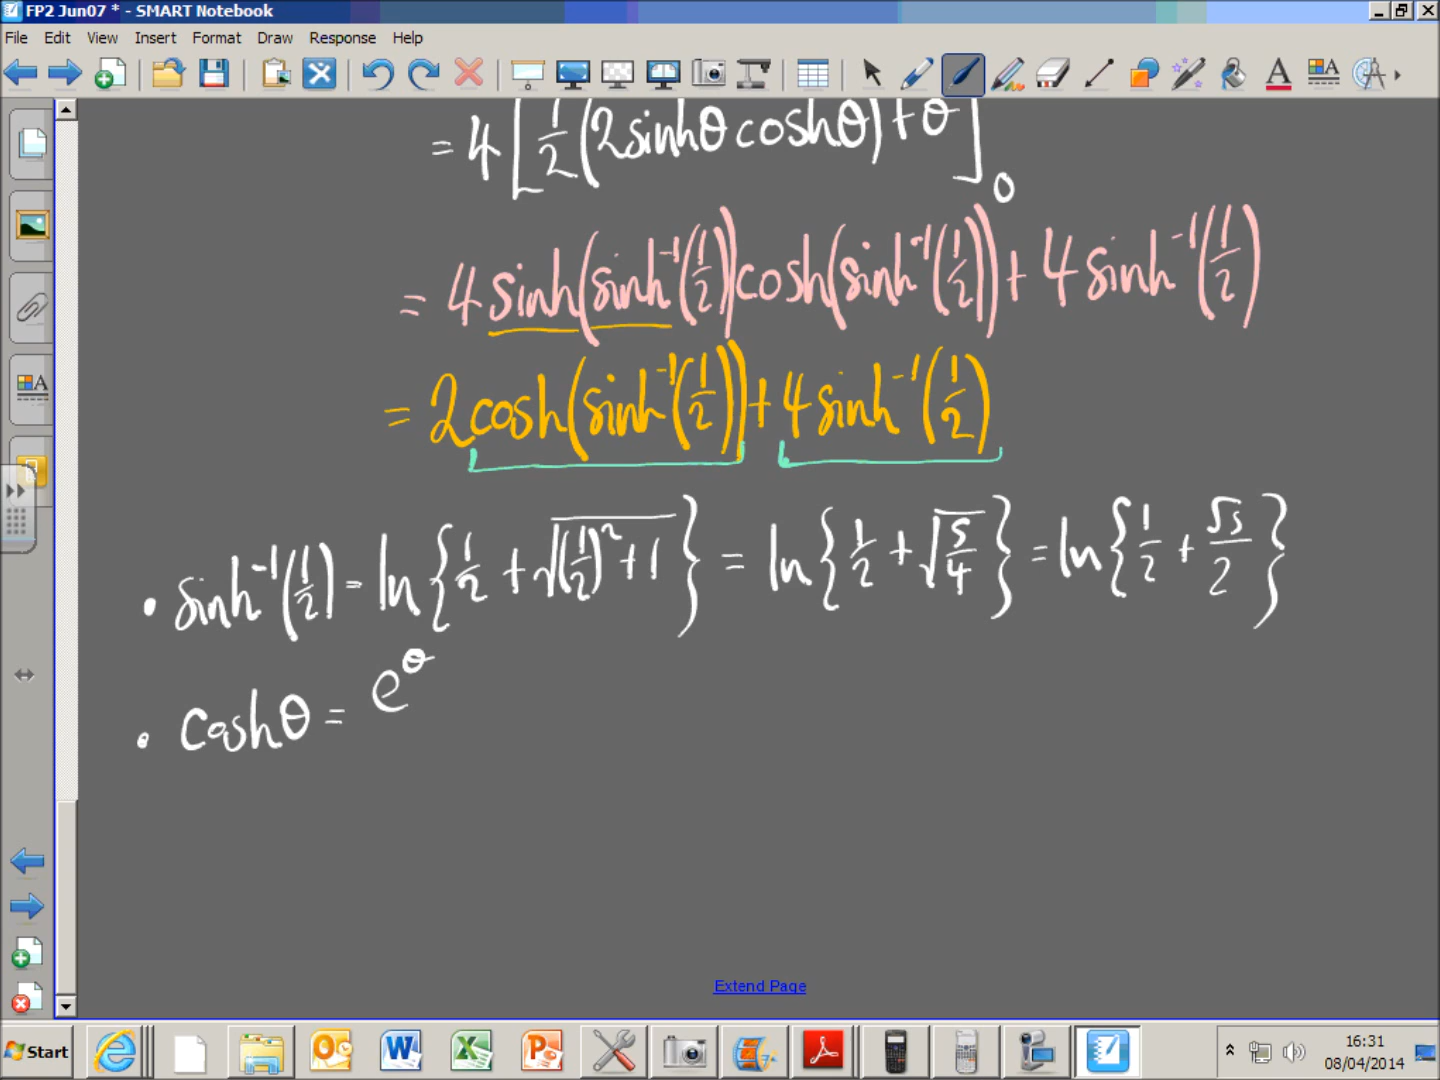 FP2 Jun07 * - SMART Notebook
File Edit View Insert Format Draw Response Help
= 4[½(2sinhθ coshθ) + θ]₀
= 4 sinh(sinh⁻¹(½))cosh(sinh⁻¹(½)) + 4 sinh⁻¹(½)
= 2cosh(sinh⁻¹(½)) + 4 sinh⁻¹(½)
• sinh⁻¹(½) = ln{½ + √((½)² + 1)} = ln{½ + √(5/4)} = ln{½ + √5/2}
• coshθ = e^θ
Extend Page
Start
16:31
08/04/2014